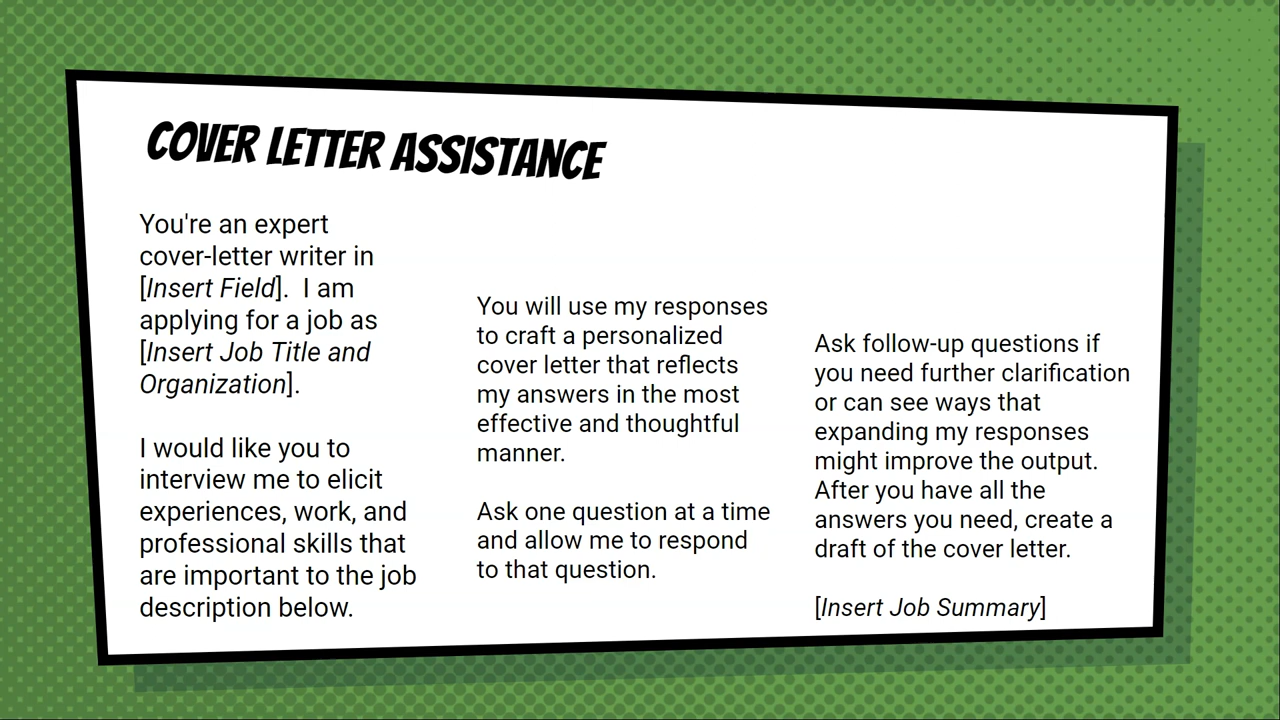 COVER LETTER ASSISTANCE
You're an expert
cover-letter writer in
[Insert Field].  I am
applying for a job as
[Insert Job Title and
Organization].
I would like you to
interview me to elicit
experiences, work, and
professional skills that
are important to the job
description below.
You will use my responses
to craft a personalized
cover letter that reflects
my answers in the most
effective and thoughtful
manner.
Ask one question at a time
and allow me to respond
to that question.
Ask follow-up questions if
you need further clarification
or can see ways that
expanding my responses
might improve the output.
After you have all the
answers you need, create a
draft of the cover letter.
[Insert Job Summary]